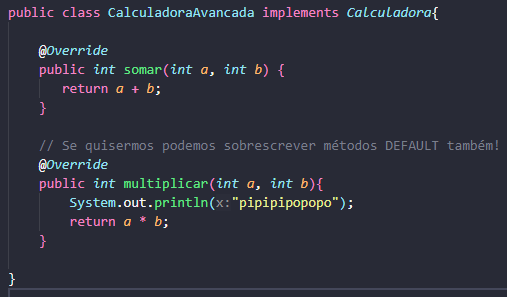 public class CalculadoraAvancada implements Calculadora{
@Override
public int somar(int a, int b) {
return a + b;
}
// Se quisermos podemos sobrescrever métodos DEFAULT também!
@Override
public int multiplicar(int a, int b){
System.out.println(x:"pipipipopopo");
return a * b;
}
}